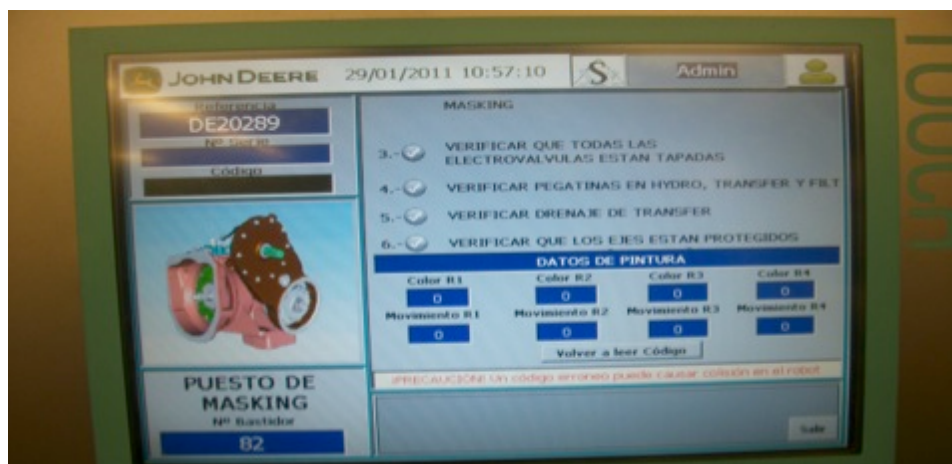 JOHN DEERE 29/01/2011 10:57:10 Admin
Referencia
DE20289
Nº Serie
Código
MASKING
3.- VERIFICAR QUE TODAS LAS
ELECTROVALVULAS ESTAN TAPADAS
4.- VERIFICAR PEGATINAS EN HYDRO, TRANSFER Y FILT
5.- VERIFICAR DRENAJE DE TRANSFER
6.- VERIFICAR QUE LOS EJES ESTAN PROTEGIDOS
DATOS DE PINTURA
Color R1 Color R2 Color R3 Color R4
0 0 0 0
Movimiento R1 Movimiento R2 Movimiento R3 Movimiento R4
0 0 0 0
Volver a leer Código
¡PRECAUCIÓN! Un código erroneo puede causar colisión en el robot
PUESTO DE
MASKING
Nº Bastidor
82
Salir
TOUCH